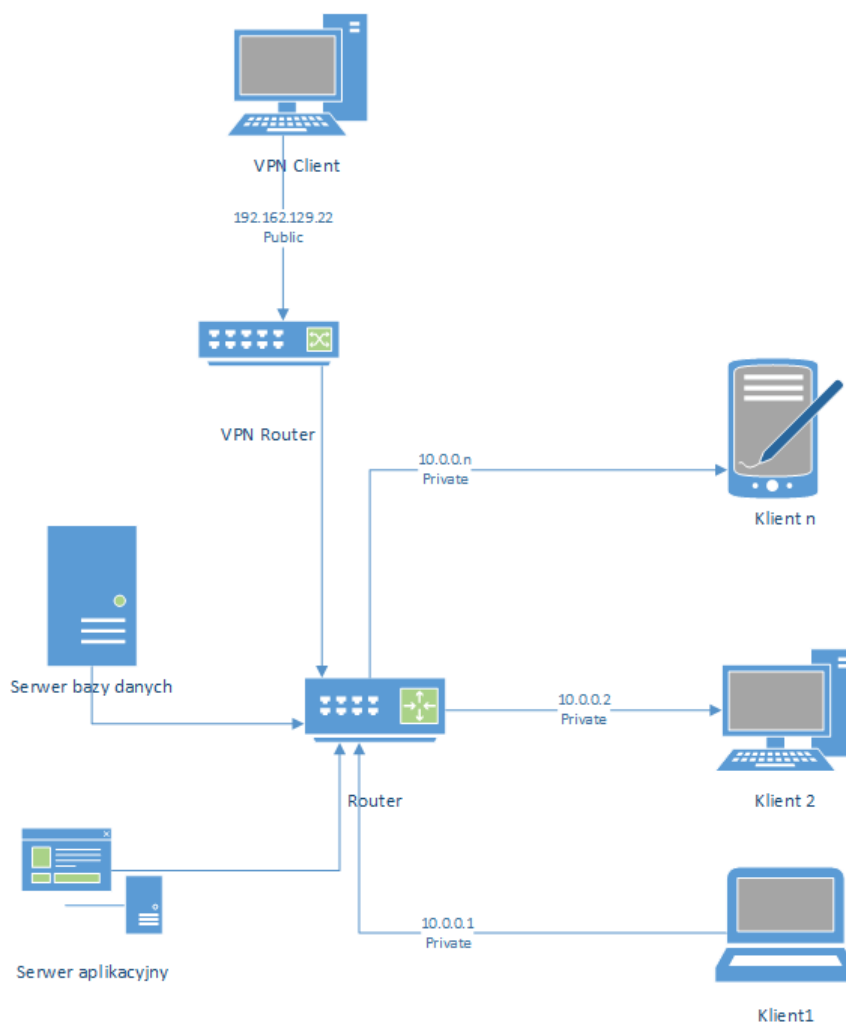 VPN Client
192.162.129.22
Public
VPN Router
10.0.0.n
Private
Klient n
Serwer bazy danych
10.0.0.2
Private
Router
Klient 2
10.0.0.1
Private
Serwer aplikacyjny
Klient1